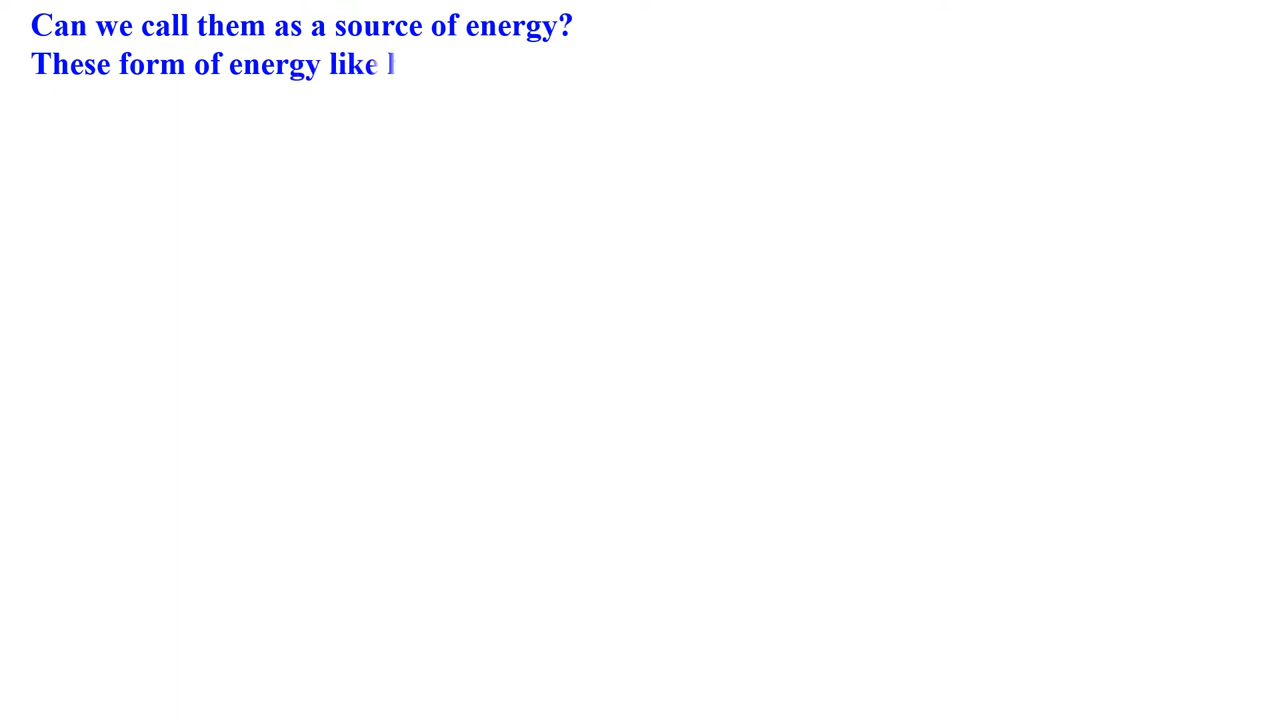 Can we call them as a source of energy?
These form of energy like